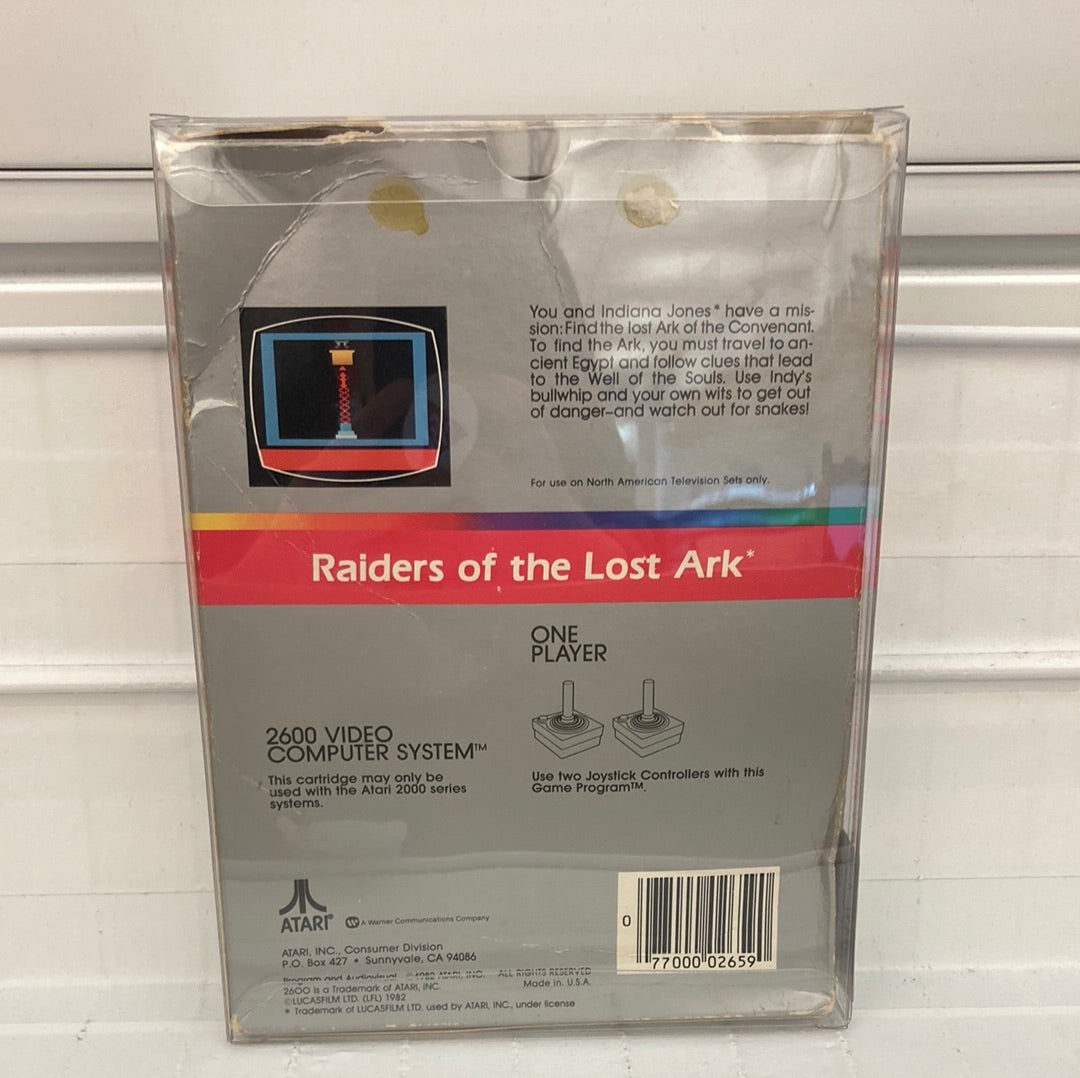 You and Indiana Jones* have a mis-
sion: Find the lost Ark of the Convenant.
To find the Ark, you must travel to an-
cient Egypt and follow clues that lead
to the Well of the Souls. Use Indy's
bullwhip and your own wits to get out
of danger–and watch out for snakes!
For use on North American Television Sets only.
Raiders of the Lost Ark*
ONE
PLAYER
2600 VIDEO
COMPUTER SYSTEM™
This cartridge may only be
used with the Atari 2000 series
systems.
Use two Joystick Controllers with this
Game Program™.
ATARI® A Warner Communications Company
ATARI, INC., Consumer Division
P.O. Box 427 • Sunnyvale, CA 94086
Program and Audiovisual ©1982 ATARI, INC. ALL RIGHTS RESERVED
2600 is a Trademark of ATARI, INC. Made in U.S.A.
©LUCASFILM LTD. (LFL) 1982
* Trademark of LUCASFILM LTD. used by ATARI, INC., under license
0 77000 02659